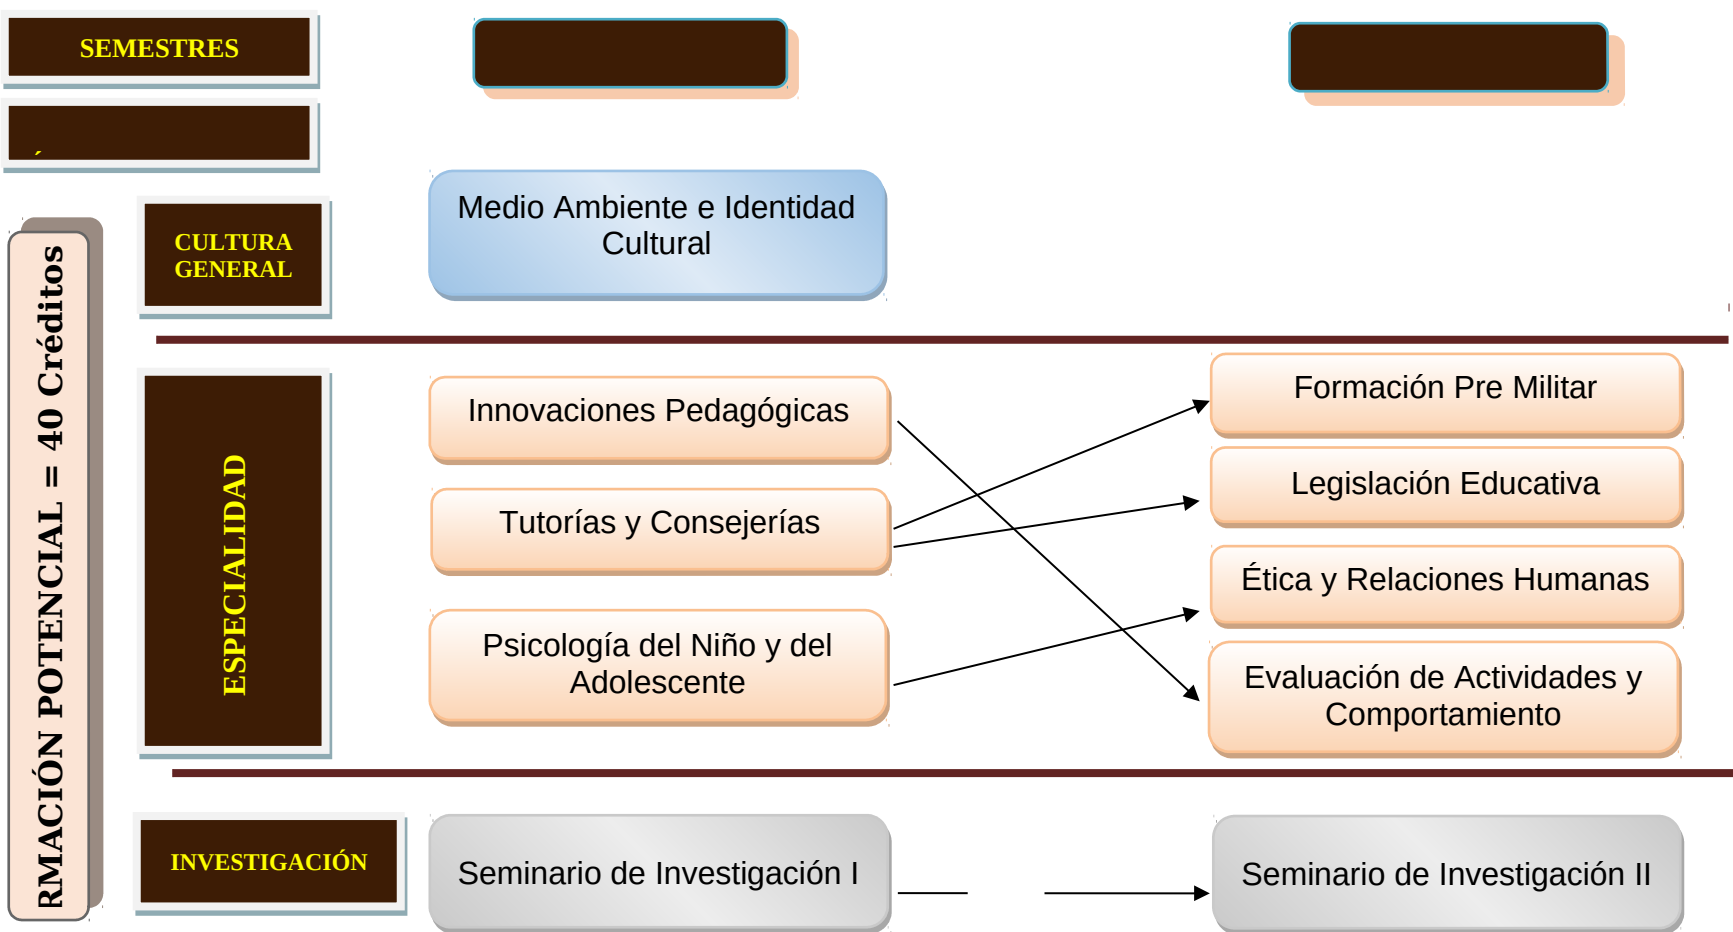 SEMESTRES
CULTURA
GENERAL
Medio Ambiente e Identidad
Cultural
RMACIÓN POTENCIAL = 40 Créditos
ESPECIALIDAD
Innovaciones Pedagógicas
Tutorías y Consejerías
Psicología del Niño y del
Adolescente
Formación Pre Militar
Legislación Educativa
Ética y Relaciones Humanas
Evaluación de Actividades y
Comportamiento
INVESTIGACIÓN
Seminario de Investigación I
Seminario de Investigación II